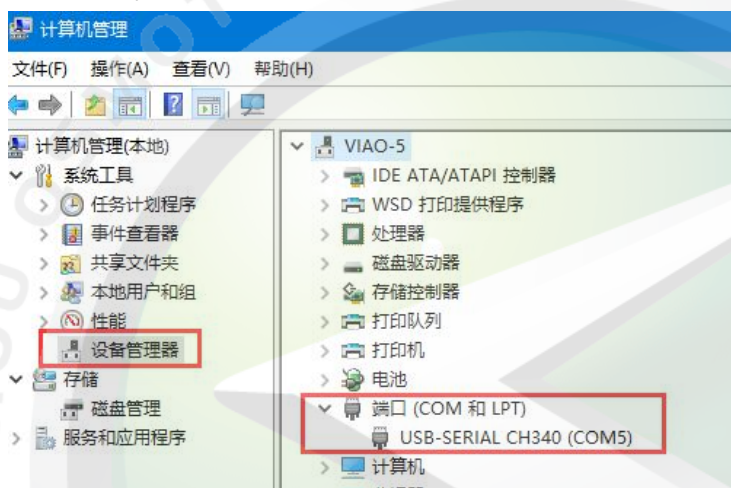 计算机管理
文件(F) 操作(A) 查看(V) 帮助(H)
计算机管理(本地)
系统工具
任务计划程序
事件查看器
共享文件夹
本地用户和组
性能
设备管理器
存储
磁盘管理
服务和应用程序
VIAO-5
IDE ATA/ATAPI 控制器
WSD 打印提供程序
处理器
磁盘驱动器
存储控制器
打印队列
打印机
电池
端口 (COM 和 LPT)
USB-SERIAL CH340 (COM5)
计算机